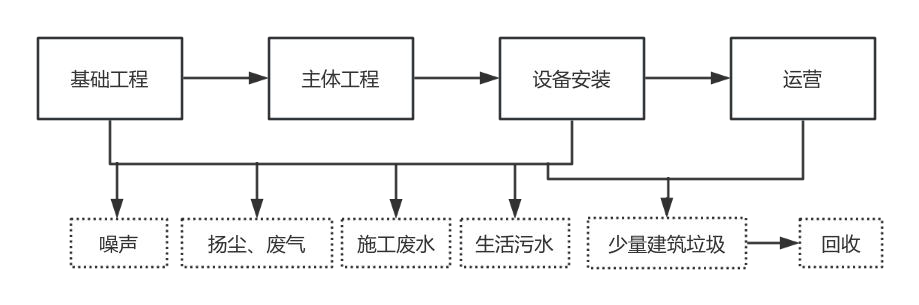 基础工程
主体工程
设备安装
运营
噪声
扬尘、废气
施工废水
生活污水
少量建筑垃圾
回收